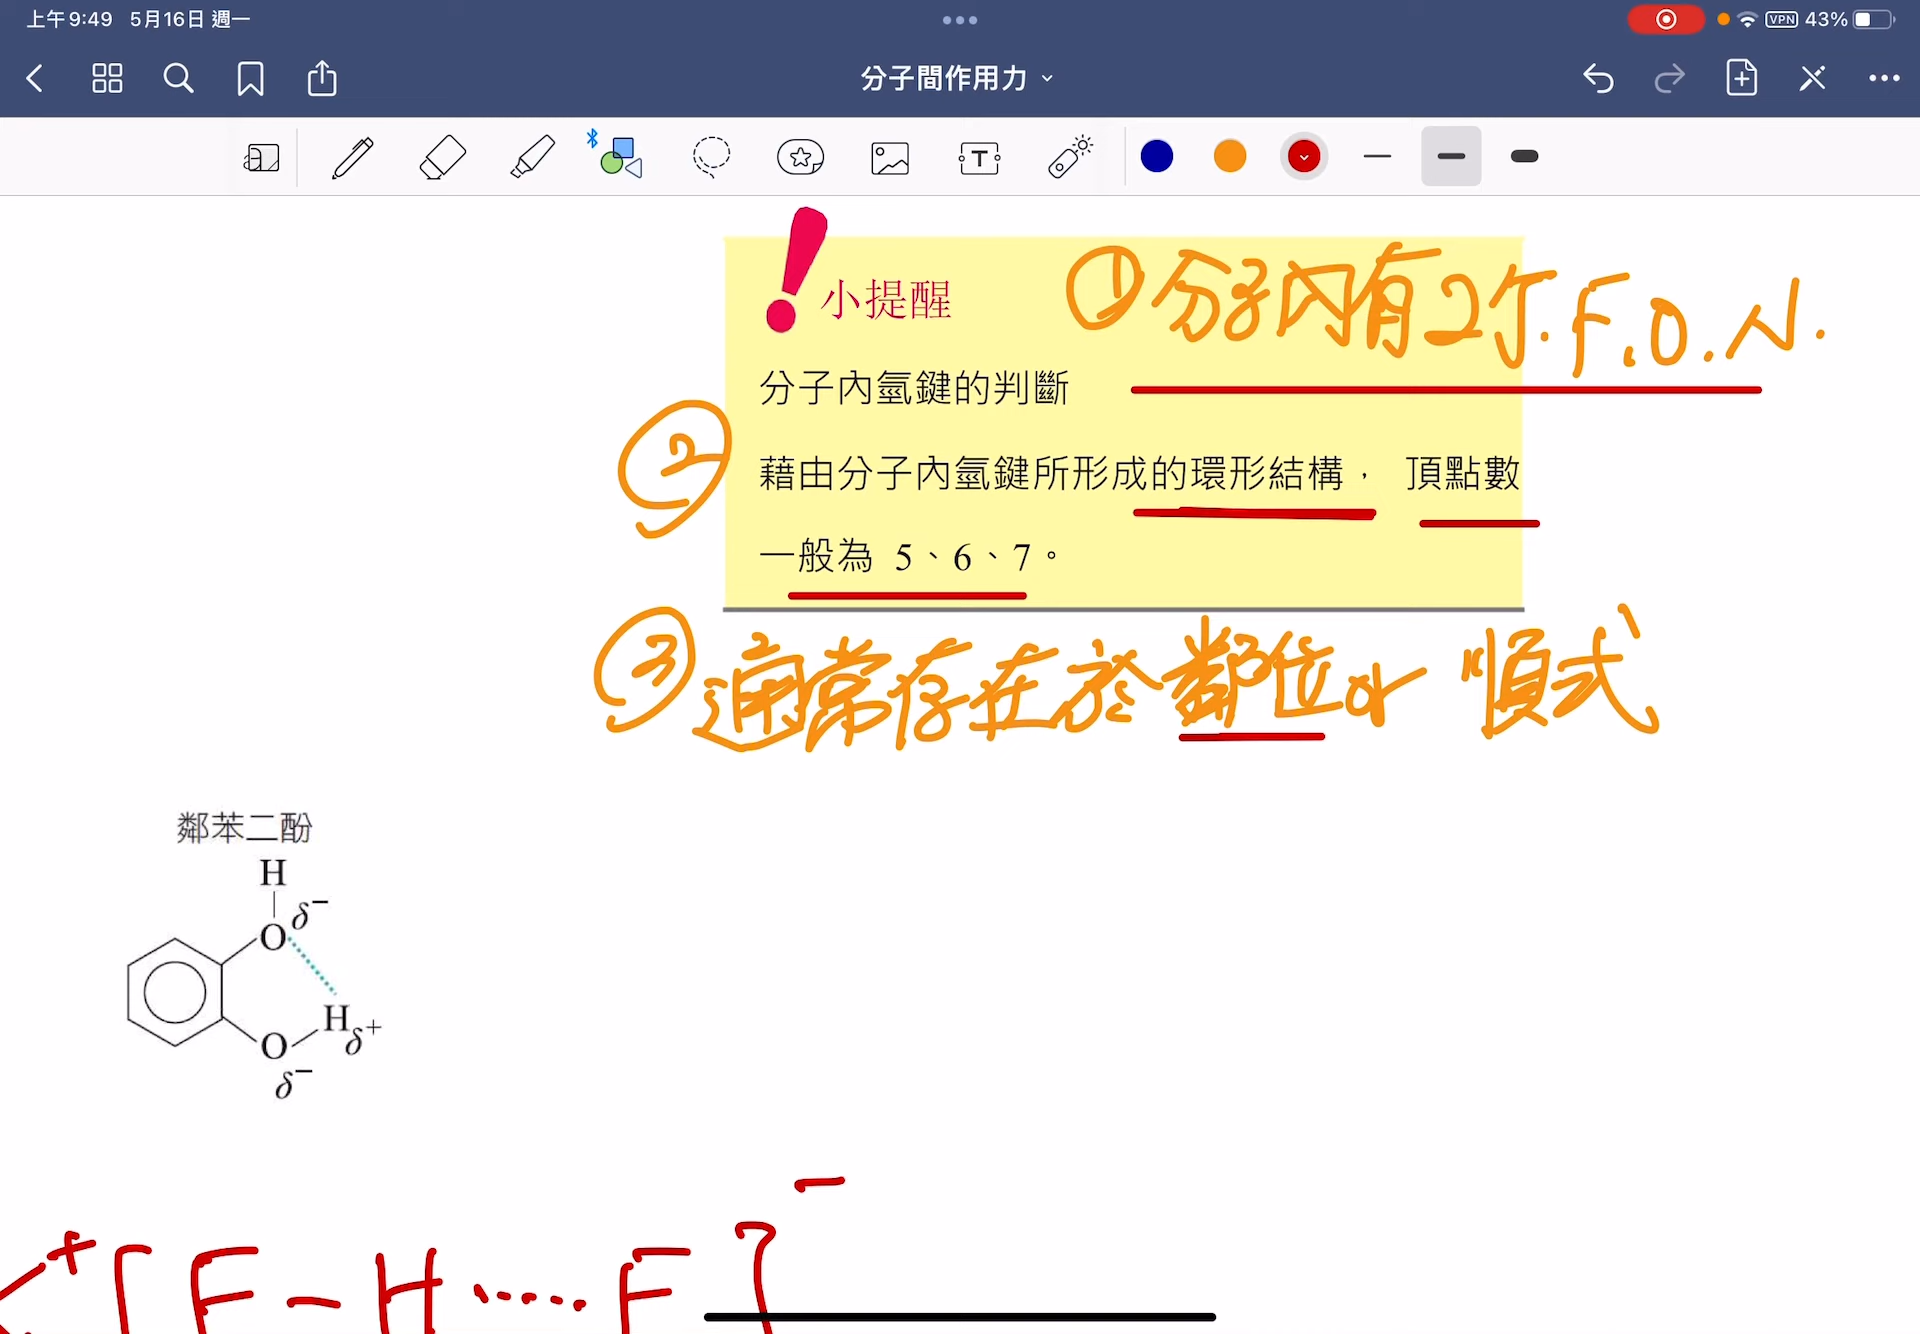 上午9:49 5月16日 週一
VPN 43%
分子間作用力
小提醒
①分子內有2個.F.O.N.
分子內氫鍵的判斷
②
藉由分子內氫鍵所形成的環形結構， 頂點數
一般為 5、6、7。
③通常存在於鄰位or 順式
鄰苯二酚
H
O δ⁻
H δ⁺
O
δ⁻
K⁺[F－H·····F]⁻